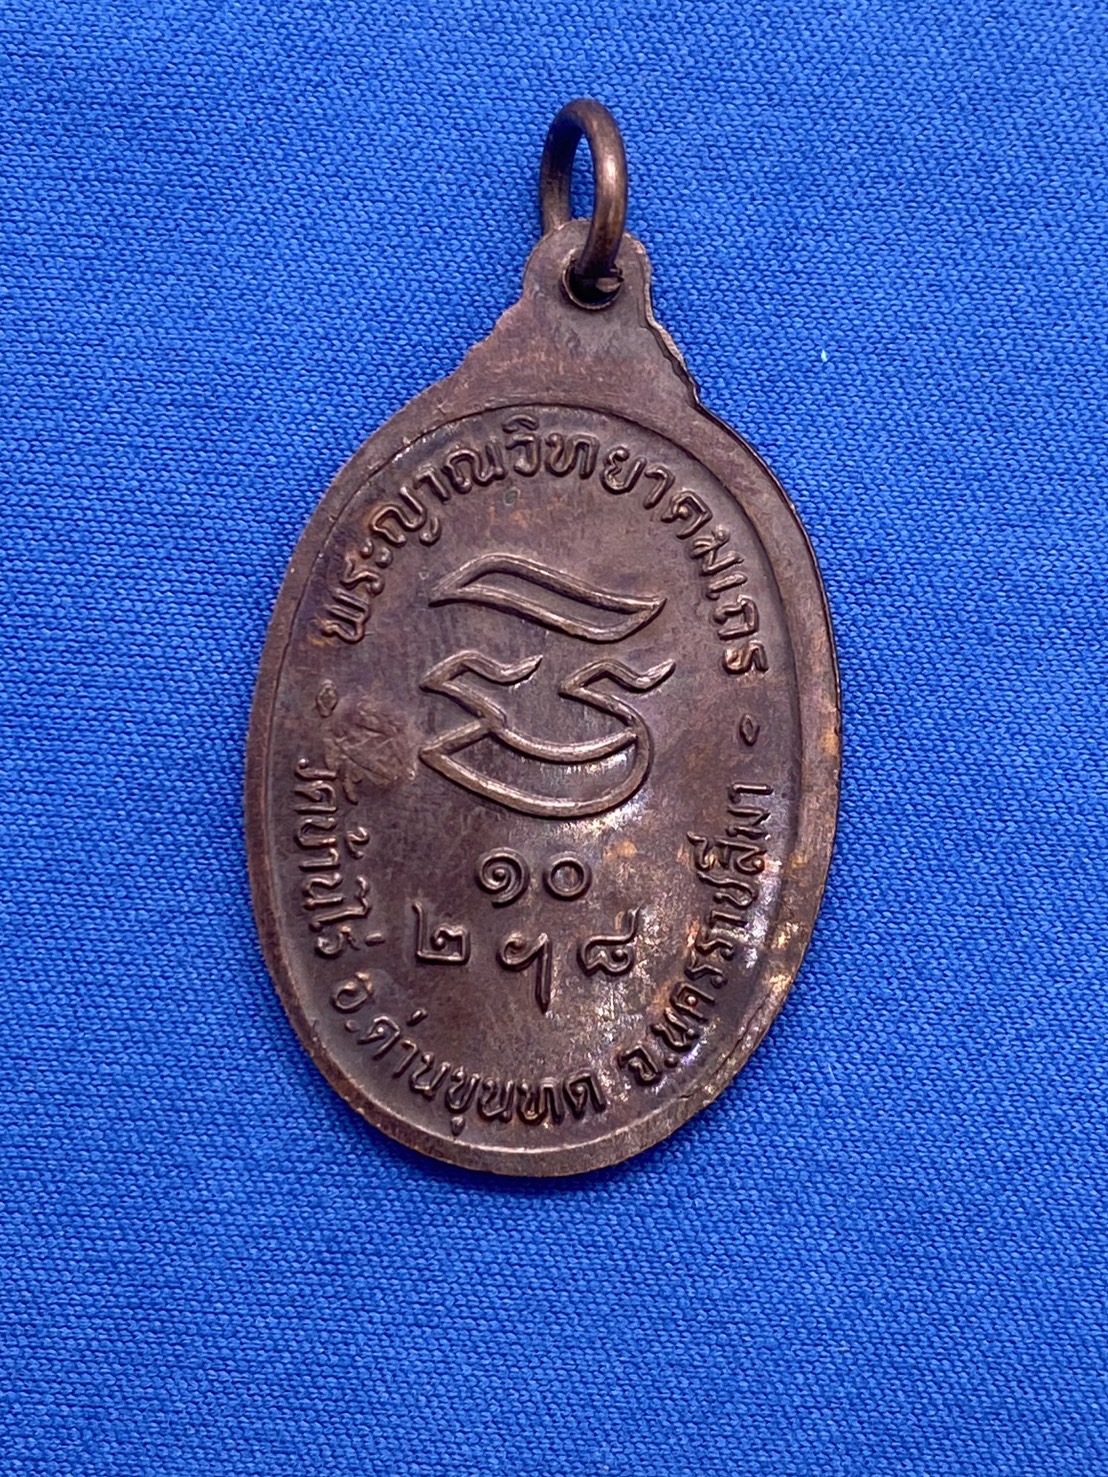 พระญาณวิทยาคมเถร
๑๐
๒ ๆ ๘
วัดบ้านไร่ อ.ด่านขุนทด จ.นครราชสีมา